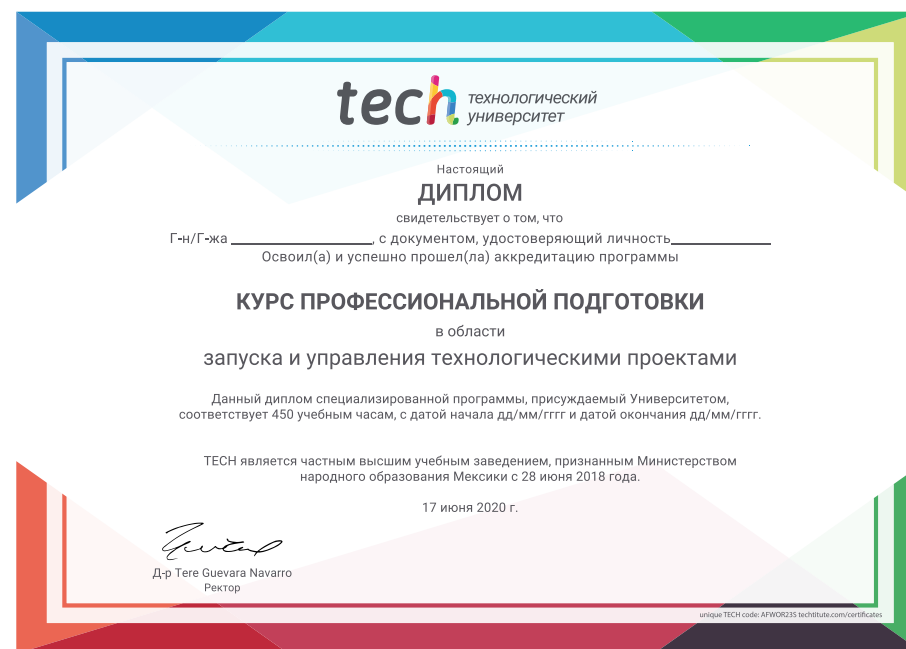 tech технологический
университет
Настоящий
ДИПЛОМ
свидетельствует о том, что
Г-н/Г-жа ____________________, с документом, удостоверяющий личность______________
Освоил(а) и успешно прошел(ла) аккредитацию программы
КУРС ПРОФЕССИОНАЛЬНОЙ ПОДГОТОВКИ
в области
запуска и управления технологическими проектами
Данный диплом специализированной программы, присуждаемый Университетом,
соответствует 450 учебным часам, с датой начала дд/мм/гггг и датой окончания дд/мм/гггг.
TECH является частным высшим учебным заведением, признанным Министерством
народного образования Мексики с 28 июня 2018 года.
17 июня 2020 г.
Д-р Tere Guevara Navarro
Ректор
unique TECH code: AFWOR235 techtitute.com/certificates